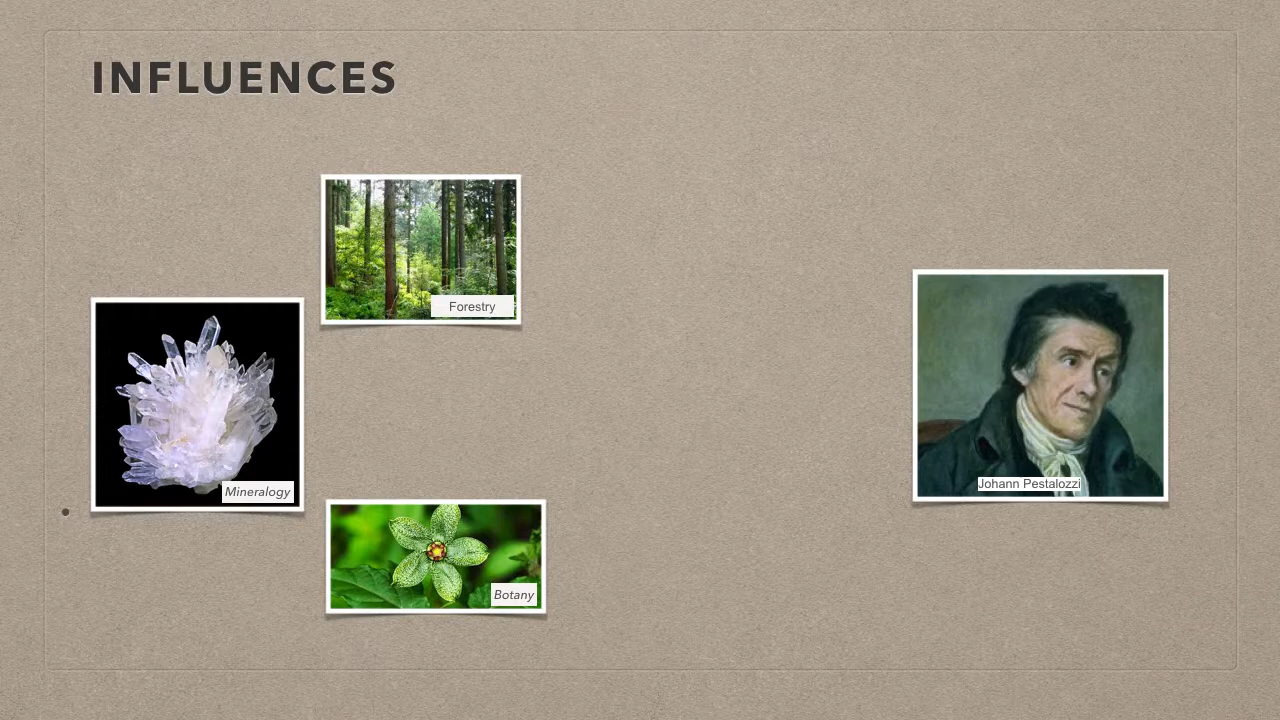 INFLUENCES
Forestry
Mineralogy
Johann Pestalozzi
Botany